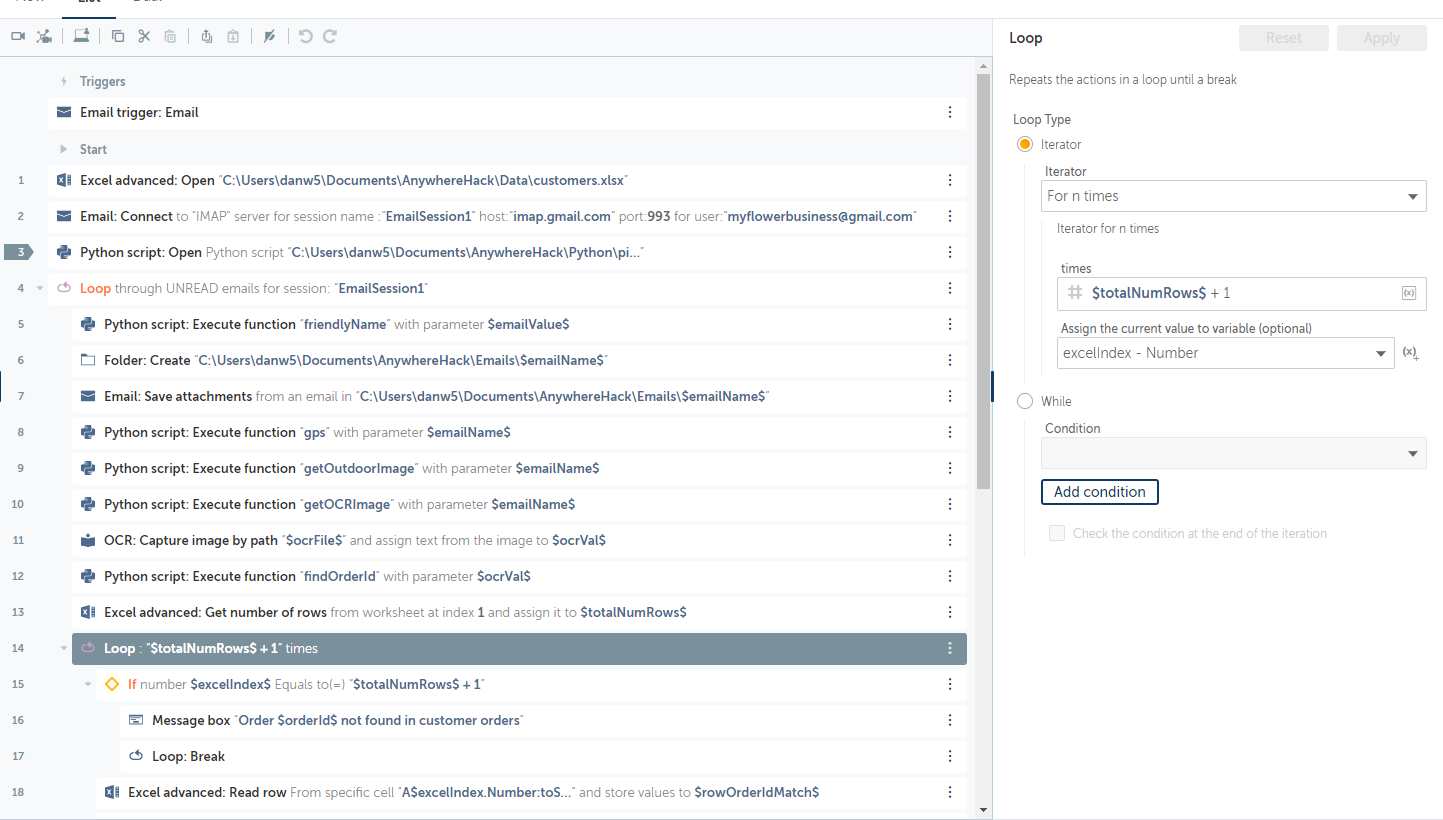 List
Triggers
Email trigger: Email
Start
1 Excel advanced: Open "C:\Users\danw5\Documents\AnywhereHack\Data\customers.xlsx"
2 Email: Connect to "IMAP" server for session name :"EmailSession1" host:"imap.gmail.com" port:993 for user:"myflowerbusiness@gmail.com"
3 Python script: Open Python script "C:\Users\danw5\Documents\AnywhereHack\Python\pi..."
4 Loop through UNREAD emails for session: "EmailSession1"
5 Python script: Execute function "friendlyName" with parameter $emailValue$
6 Folder: Create "C:\Users\danw5\Documents\AnywhereHack\Emails\$emailName$"
7 Email: Save attachments from an email in "C:\Users\danw5\Documents\AnywhereHack\Emails\$emailName$"
8 Python script: Execute function "gps" with parameter $emailName$
9 Python script: Execute function "getOutdoorImage" with parameter $emailName$
10 Python script: Execute function "getOCRImage" with parameter $emailName$
11 OCR: Capture image by path "$ocrFile$" and assign text from the image to $ocrVal$
12 Python script: Execute function "findOrderId" with parameter $ocrVal$
13 Excel advanced: Get number of rows from worksheet at index 1 and assign it to $totalNumRows$
14 Loop : "$totalNumRows$ + 1" times
15 If number $excelIndex$ Equals to(=) "$totalNumRows$ + 1"
16 Message box "Order $orderId$ not found in customer orders"
17 Loop: Break
18 Excel advanced: Read row From specific cell "A$excelIndex.Number:toS..." and store values to $rowOrderIdMatch$
Loop
Reset
Apply
Repeats the actions in a loop until a break
Loop Type
Iterator
Iterator
For n times
Iterator for n times
times
# $totalNumRows$ + 1
(x)
Assign the current value to variable (optional)
excelIndex - Number
(x)+
While
Condition
Add condition
Check the condition at the end of the iteration